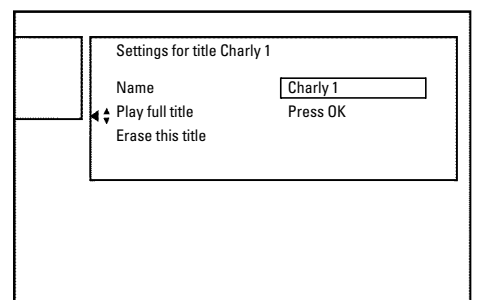 Settings for title Charly 1
Name Charly 1
Play full title Press OK
Erase this title